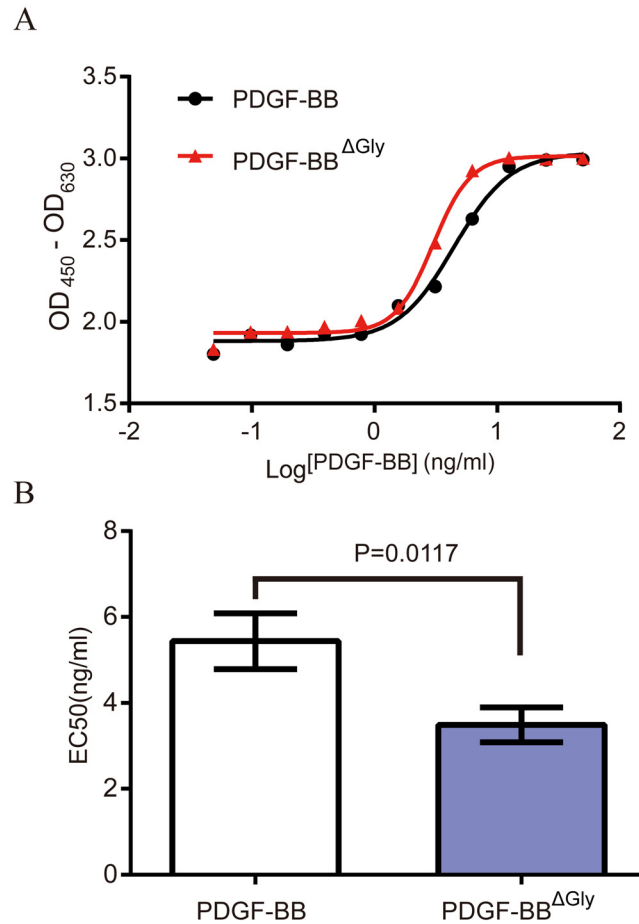 A
3.5
3.0
2.5
2.0
1.5
OD450 - OD630
PDGF-BB
PDGF-BBΔGly
-2
-1
0
1
2
Log[PDGF-BB] (ng/ml)
B
8
6
4
2
0
EC50(ng/ml)
P=0.0117
PDGF-BB
PDGF-BBΔGly